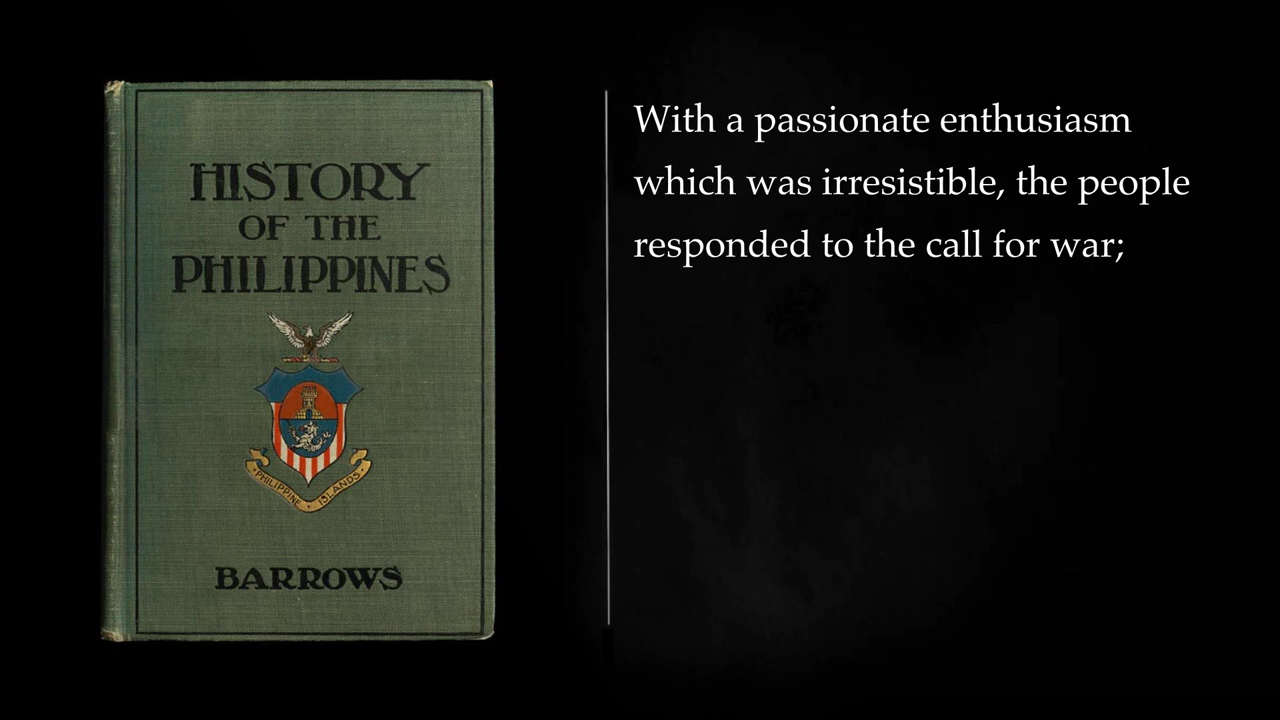 HISTORY
OF THE
PHILIPPINES
PHILIPPINE ISLANDS
BARROWS
With a passionate enthusiasm
which was irresistible, the people
responded to the call for war;